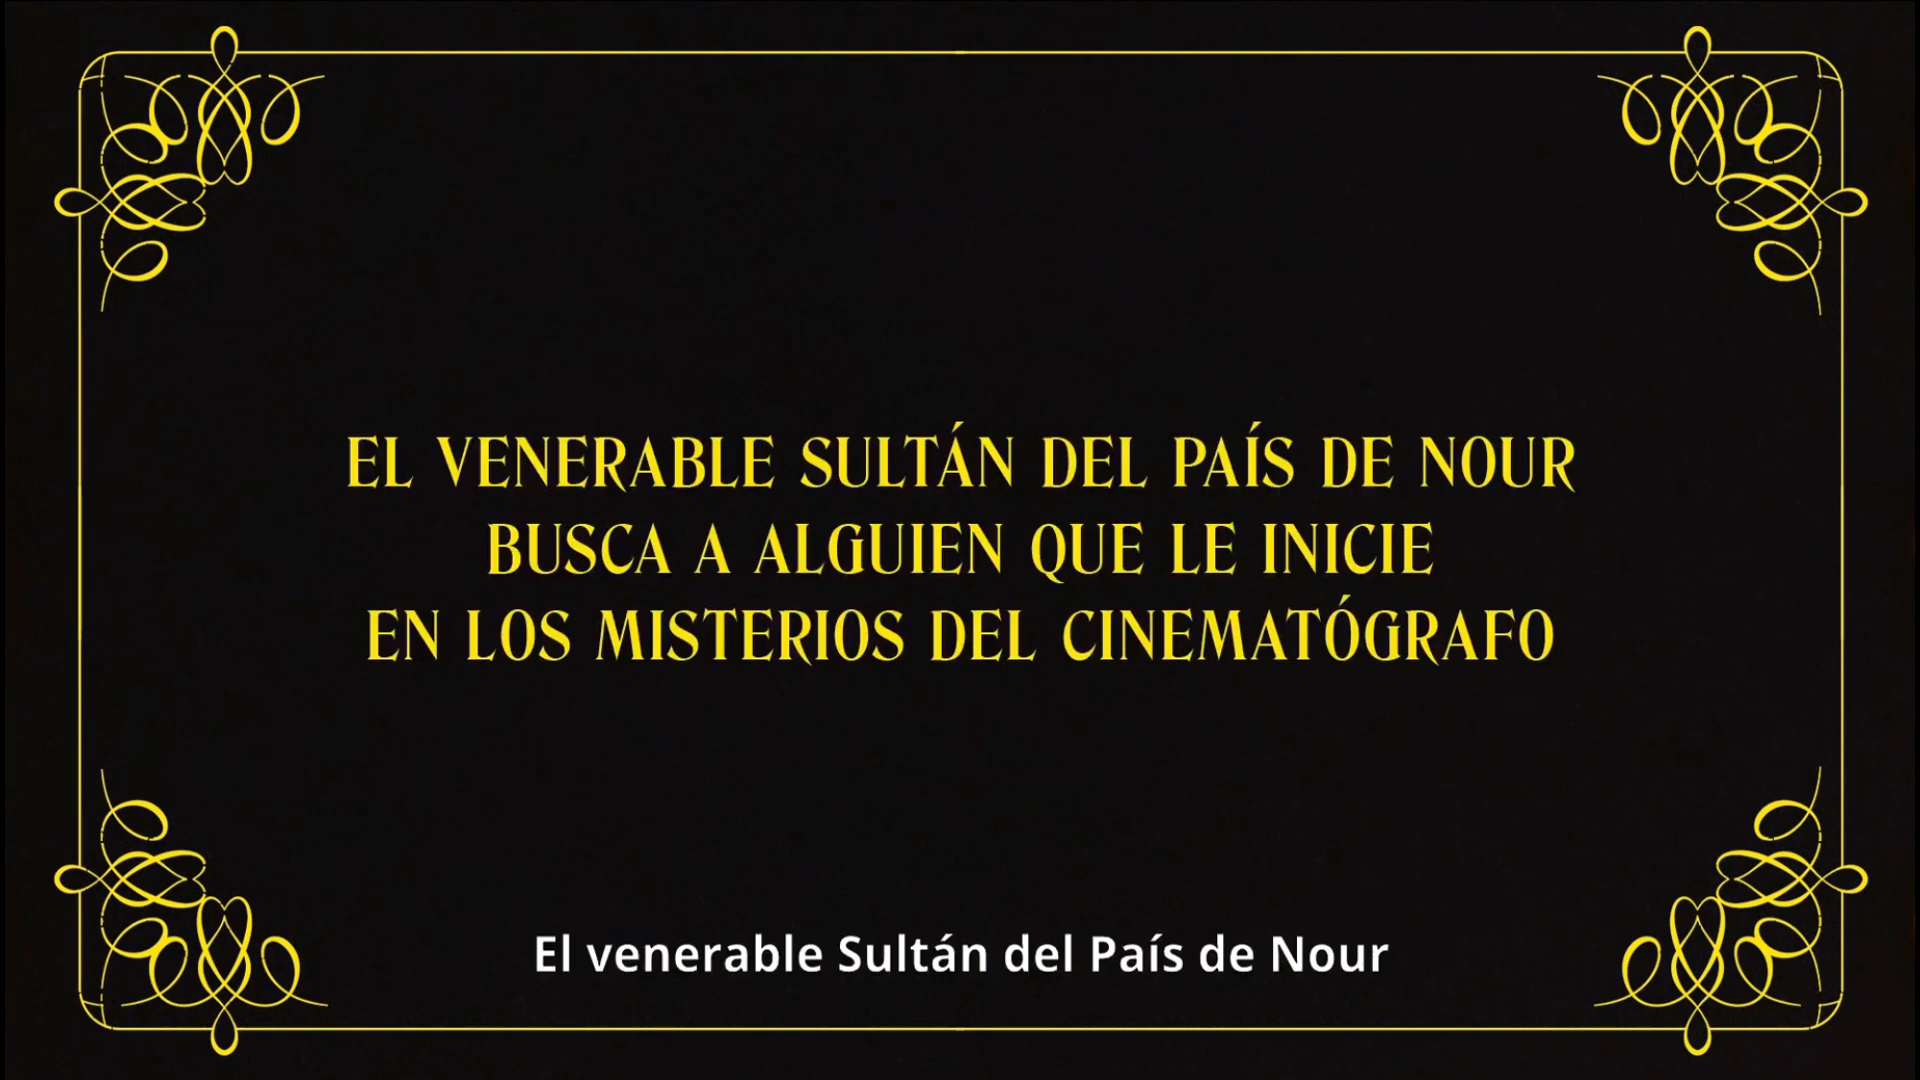 EL VENERABLE SULTÁN DEL PAÍS DE NOUR
BUSCA A ALGUIEN QUE LE INICIE
EN LOS MISTERIOS DEL CINEMATÓGRAFO
El venerable Sultán del País de Nour